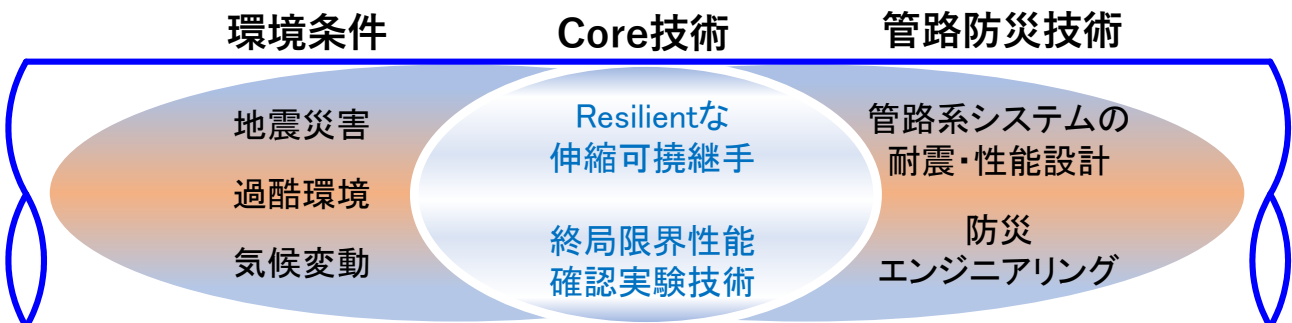 環境条件
Core技術
管路防災技術
地震災害
過酷環境
気候変動
Resilientな
伸縮可撓継手
終局限界性能
確認実験技術
管路系システムの
耐震・性能設計
防災
エンジニアリング